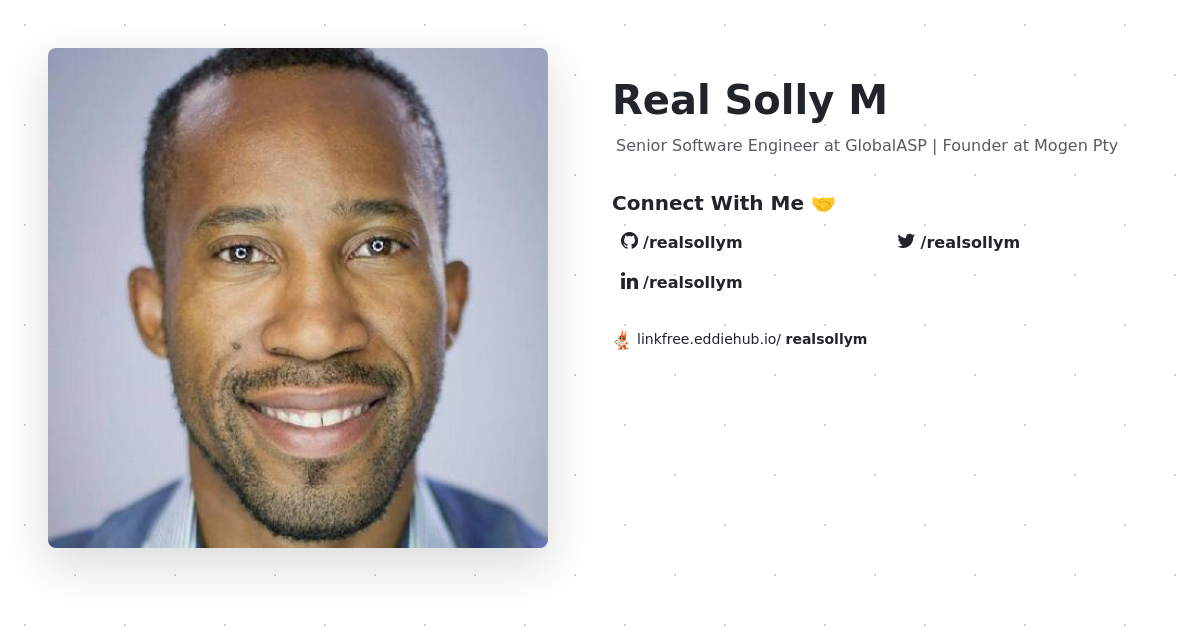 Real Solly M
Senior Software Engineer at GlobalASP | Founder at Mogen Pty
Connect With Me 🤝
/realsollym /realsollym
/realsollym
linkfree.eddiehub.io/ realsollym